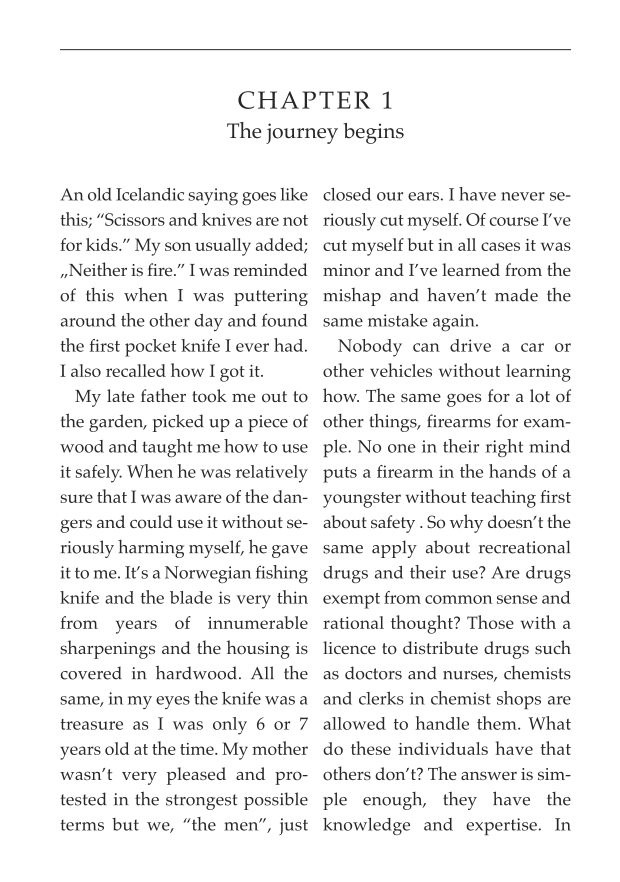 CHAPTER 1
The journey begins
An old Icelandic saying goes like
this; “Scissors and knives are not
for kids.” My son usually added;
„Neither is fire.” I was reminded
of this when I was puttering
around the other day and found
the first pocket knife I ever had.
I also recalled how I got it.
My late father took me out to
the garden, picked up a piece of
wood and taught me how to use
it safely. When he was relatively
sure that I was aware of the dan-
gers and could use it without se-
riously harming myself, he gave
it to me. It’s a Norwegian fishing
knife and the blade is very thin
from years of innumerable
sharpenings and the housing is
covered in hardwood. All the
same, in my eyes the knife was a
treasure as I was only 6 or 7
years old at the time. My mother
wasn’t very pleased and pro-
tested in the strongest possible
terms but we, “the men”, just
closed our ears. I have never se-
riously cut myself. Of course I’ve
cut myself but in all cases it was
minor and I’ve learned from the
mishap and haven’t made the
same mistake again.
Nobody can drive a car or
other vehicles without learning
how. The same goes for a lot of
other things, firearms for exam-
ple. No one in their right mind
puts a firearm in the hands of a
youngster without teaching first
about safety . So why doesn’t the
same apply about recreational
drugs and their use? Are drugs
exempt from common sense and
rational thought? Those with a
licence to distribute drugs such
as doctors and nurses, chemists
and clerks in chemist shops are
allowed to handle them. What
do these individuals have that
others don’t? The answer is sim-
ple enough, they have the
knowledge and expertise. In